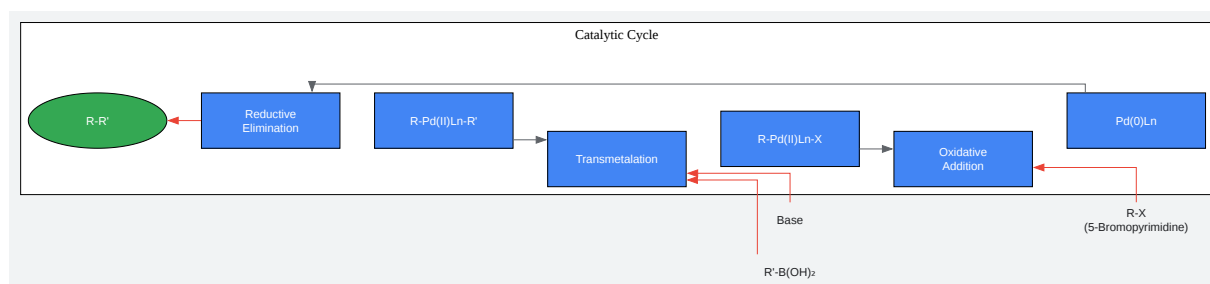 Catalytic Cycle
R-R'
Reductive
Elimination
R-Pd(II)Ln-R'
Transmetalation
R-Pd(II)Ln-X
Oxidative
Addition
Pd(0)Ln
Base
R-X
(5-Bromopyrimidine)
R'-B(OH)₂